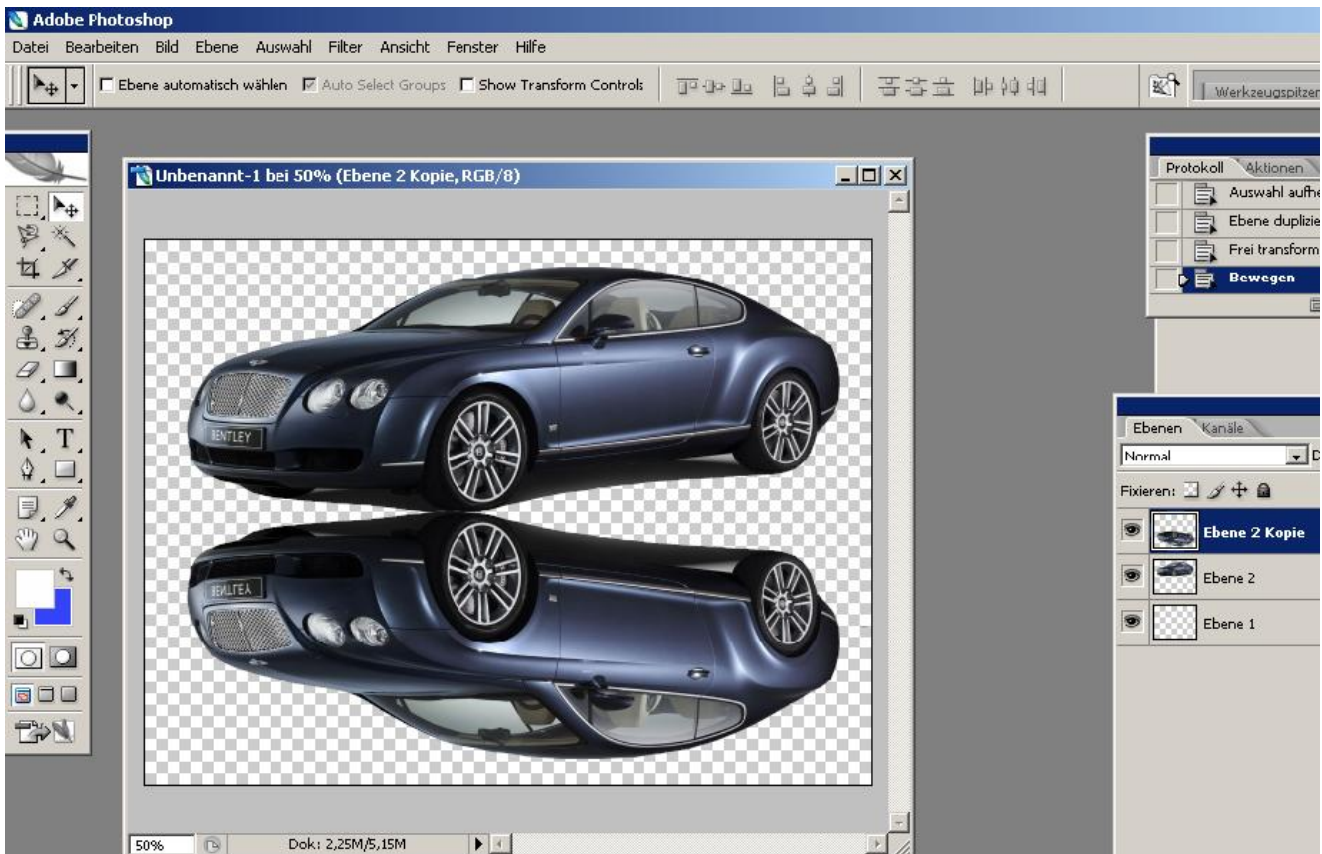 Adobe Photoshop
Datei Bearbeiten Bild Ebene Auswahl Filter Ansicht Fenster Hilfe
Ebene automatisch wählen Auto Select Groups Show Transform Controls
Werkzeugspitzen
Unbenannt-1 bei 50% (Ebene 2 Kopie, RGB/8)
Protokoll Aktionen
Auswahl aufhe
Ebene duplizie
Frei transform
Bewegen
BENTLEY
BENTLEY
Ebenen Kanäle
Normal D
Fixieren:
Ebene 2 Kopie
Ebene 2
Ebene 1
50% Dok: 2,25M/5,15M